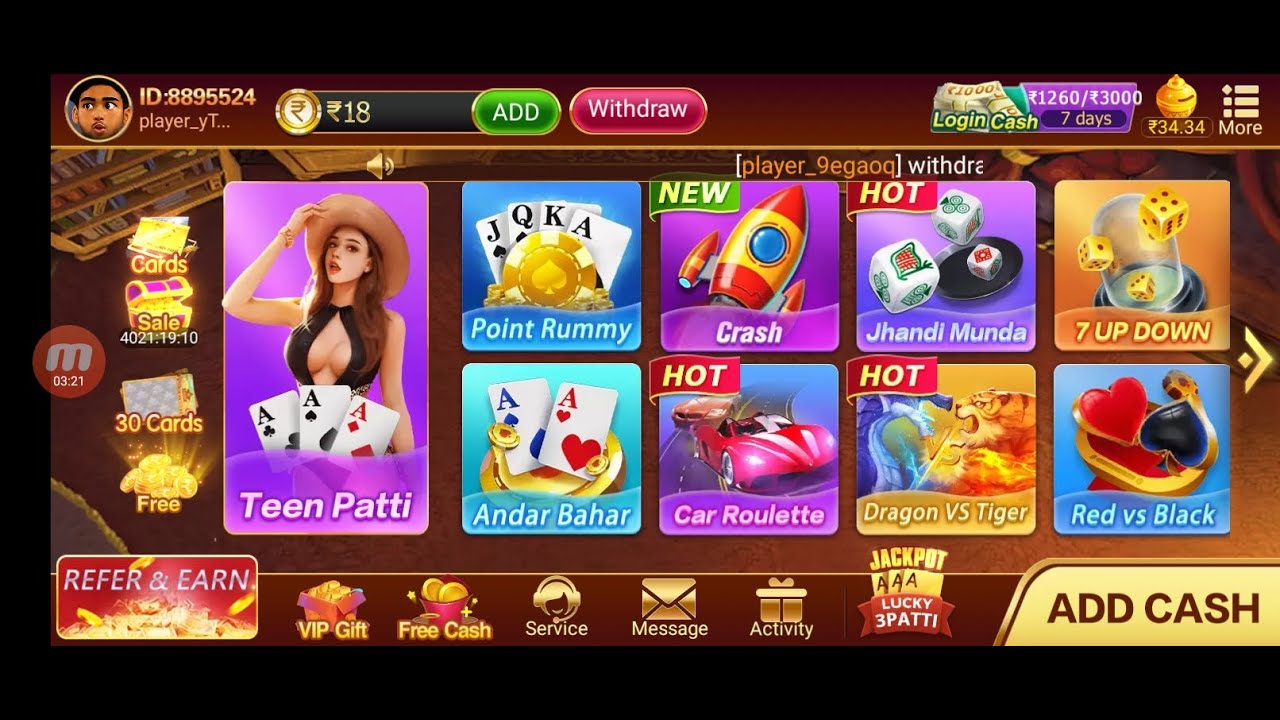 ID:8895524
player_yT...
₹18
ADD
Withdraw
₹1000
Login Cash
₹1260/₹3000
7 days
₹34.34
More
[player_9egaoq] withdra
Cards
Sale
4021:19:10
30 Cards
Free
m
03:21
A
A
A
Teen Patti
J Q K A
Point Rummy
NEW
Crash
HOT
Jhandi Munda
7 UP DOWN
A
A
Andar Bahar
HOT
Car Roulette
HOT
VS
Dragon VS Tiger
Red vs Black
REFER & EARN
VIP Gift
Free Cash
Service
Message
Activity
JACKPOT
AAA
LUCKY
3PATTI
ADD CASH